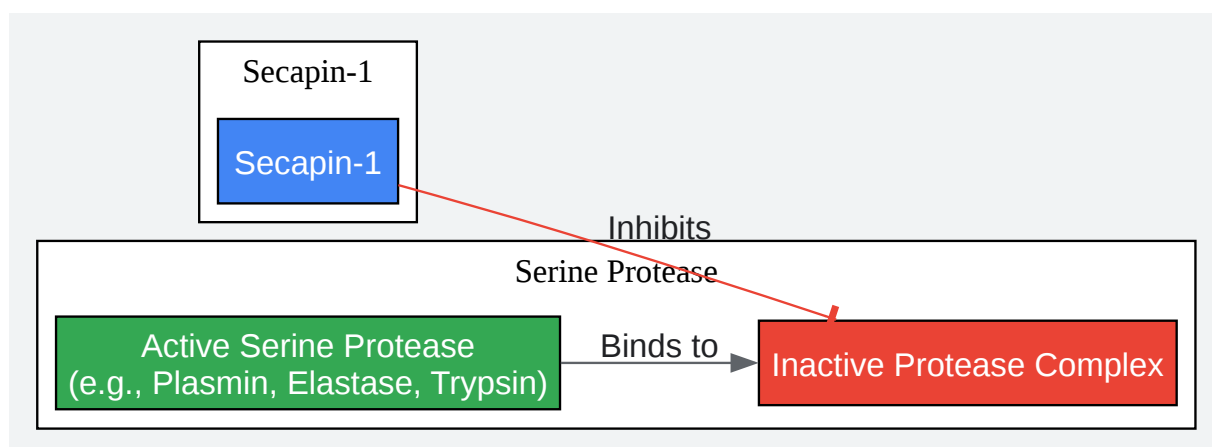 Secapin-1
Secapin-1
Inhibits
Serine Protease
Active Serine Protease
(e.g., Plasmin, Elastase, Trypsin)
Binds to
Inactive Protease Complex